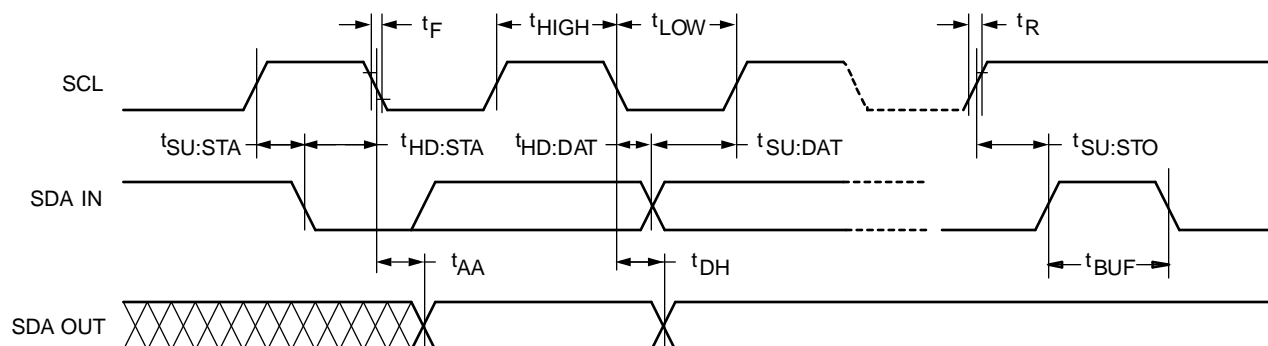 tF tHIGH tLOW tR
SCL
tSU:STA tHD:STA tHD:DAT tSU:DAT tSU:STO
SDA IN
tAA tDH tBUF
SDA OUT